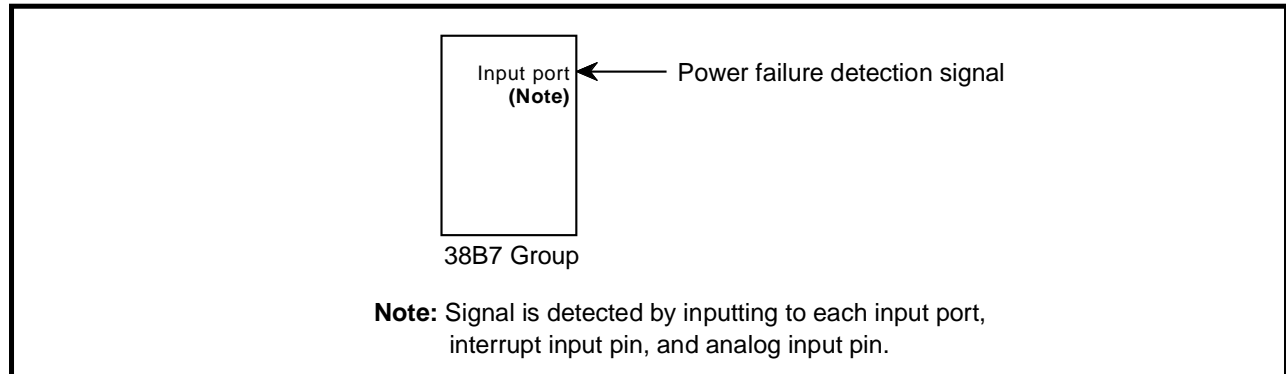 Input port
(Note)
Power failure detection signal
38B7 Group
Note: Signal is detected by inputting to each input port,
interrupt input pin, and analog input pin.